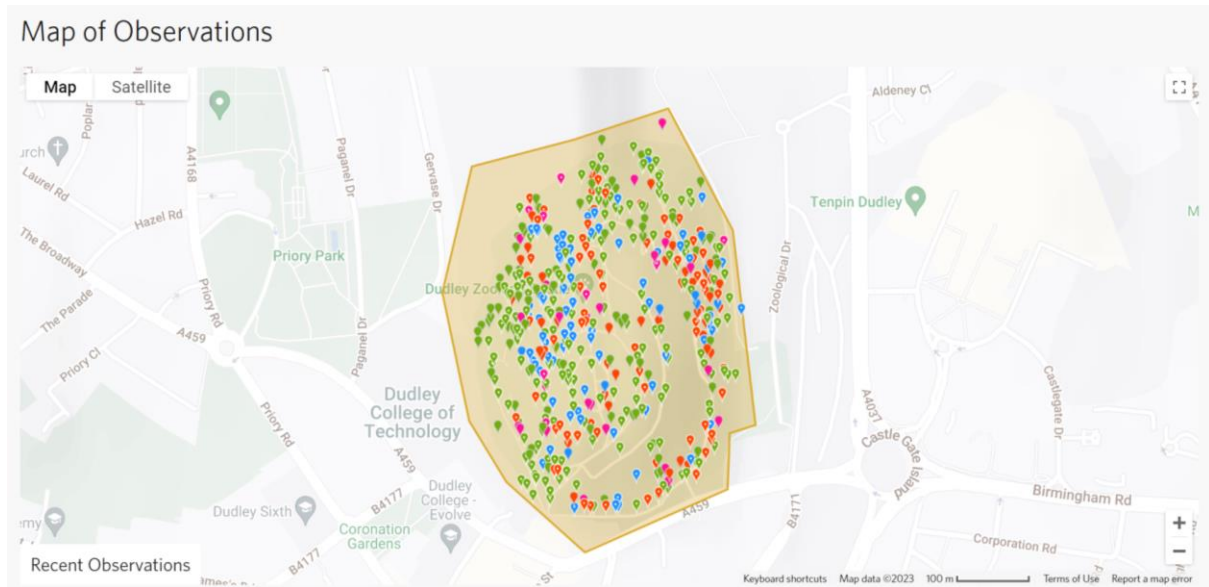 Map of Observations
Map
Satellite
Aldeney Cl
Poplar
urch
A4168
Paganel Dr
Gervase Dr
Laurel Rd
Hazel Rd
Tenpin Dudley
M
The Broadway
Priory Park
Zoological Dr
Dudley Zoo
Priory Rd
The Parade
A459
Priory Cl
Paganel Dr
Castlegate Dr
Dudley
College of
Technology
A4037
Priory Rd
A459
Castle Gate
Island
Dudley
College -
Evolve
B4177
Birmingham Rd
Dudley Sixth
emy
A459
B4171
Coronation
Gardens
Corporation Rd
B4177
Recent Observations
St
Keyboard shortcuts
Map data ©2023
100 m
Terms of Use
Report a map error